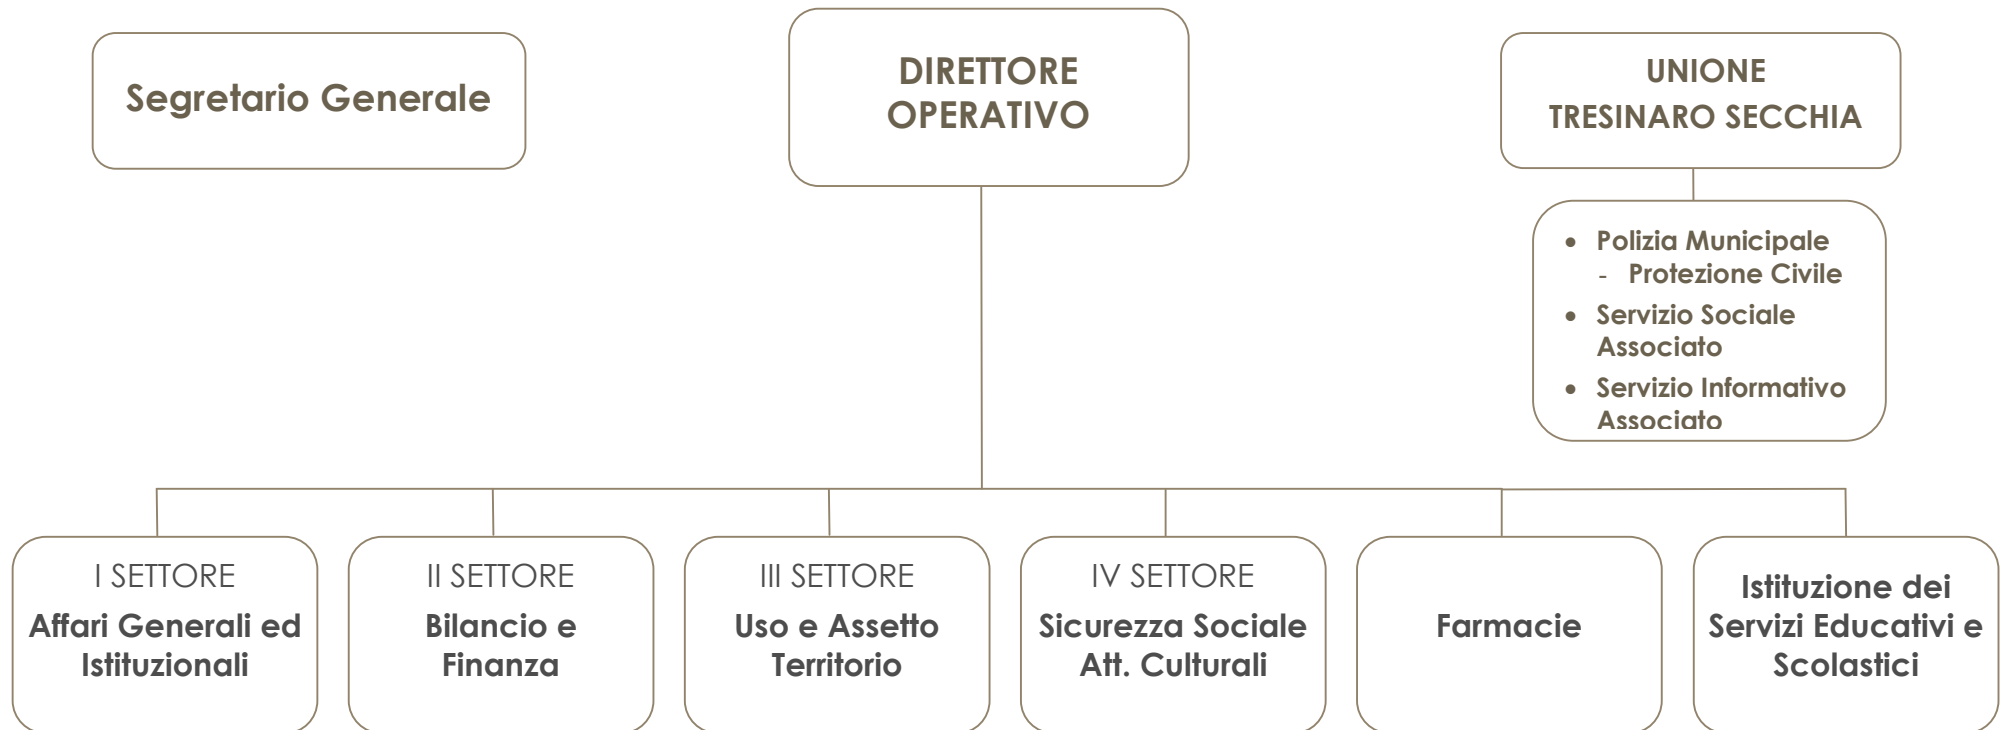 Segretario Generale
DIRETTORE
OPERATIVO
UNIONE
TRESINARO SECCHIA
• Polizia Municipale
- Protezione Civile
• Servizio Sociale
Associato
• Servizio Informativo
Associato
I SETTORE
Affari Generali ed
Istituzionali
II SETTORE
Bilancio e
Finanza
III SETTORE
Uso e Assetto
Territorio
IV SETTORE
Sicurezza Sociale
Att. Culturali
Farmacie
Istituzione dei
Servizi Educativi e
Scolastici